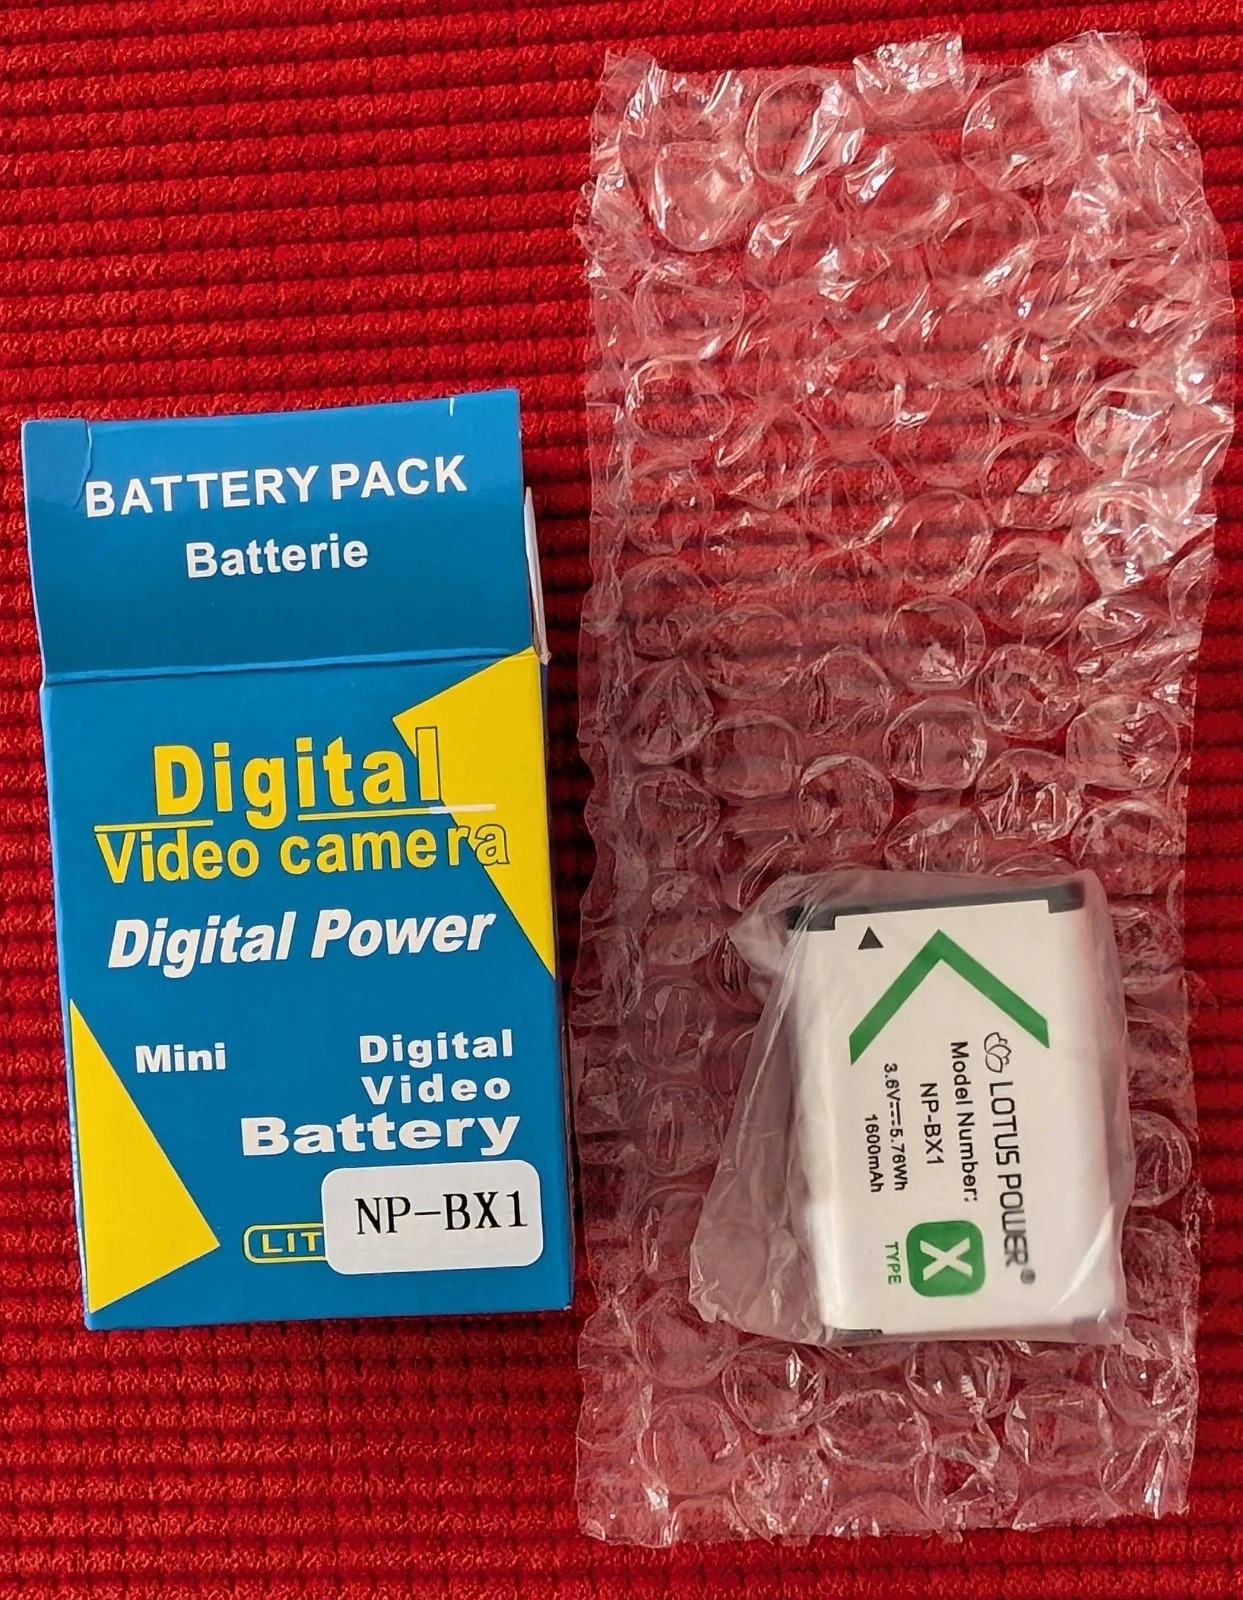 BATTERY PACK
Batterie
Digital
Video camera
Digital Power
Mini
Digital
Video
Battery
LIT
NP-BX1
LOTUS POWER®
Model Number:
NP-BX1
3.6V⎓5.76Wh
1600mAh
X
TYPE